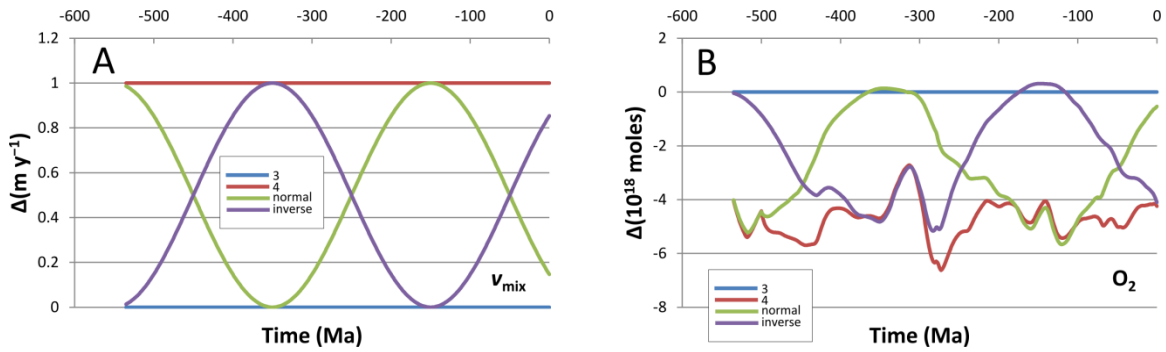 -600 -500 -400 -300 -200 -100 0
1.2
1
0.8
0.6
0.4
0.2
0
A
Δ(m y⁻¹)
3
4
normal
inverse
vmix
Time (Ma)
-600 -500 -400 -300 -200 -100 0
2
0
-2
-4
-6
-8
B
Δ(10¹⁸ moles)
3
4
normal
inverse
O₂
Time (Ma)